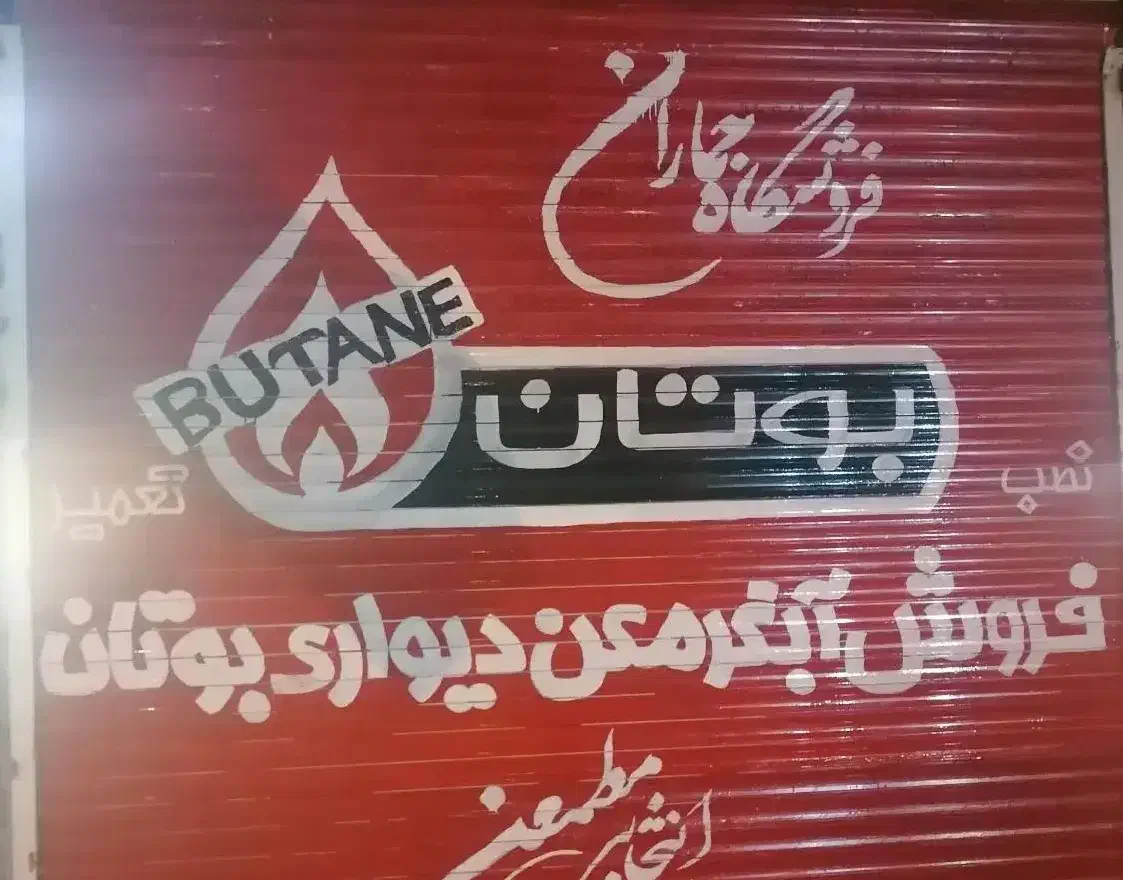 فروشگاه جماران
BUTANE
بوتان
نصب
تعمیر
فروش آبگرمکن دیواری بوتان
انتخابی مطمئن